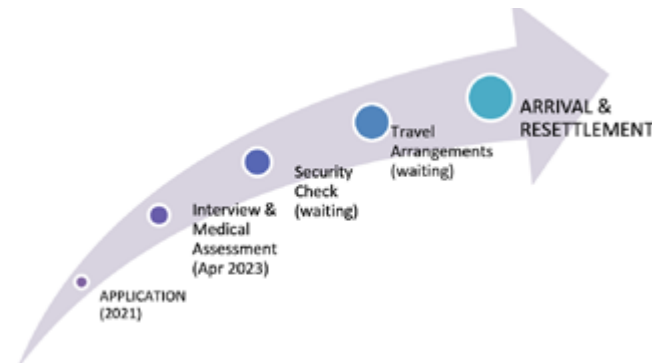 APPLICATION
(2021)
Interview &
Medical
Assessment
(Apr 2023)
Security
Check
(waiting)
Travel
Arrangements
(waiting)
ARRIVAL &
RESETTLEMENT